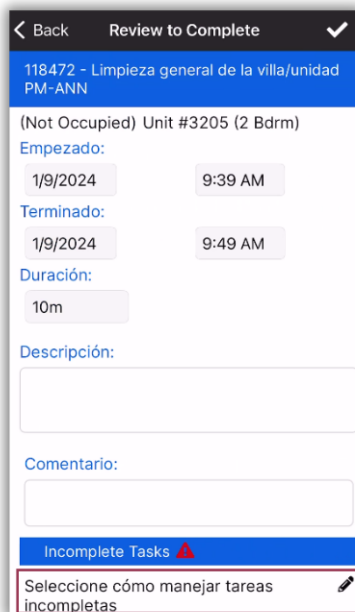 Back Review to Complete
118472 - Limpieza general de la villa/unidad
PM-ANN
(Not Occupied) Unit #3205 (2 Bdrm)
Empezado:
1/9/2024 9:39 AM
Terminado:
1/9/2024 9:49 AM
Duración:
10m
Descripción:
Comentario:
Incomplete Tasks
Seleccione cómo manejar tareas
incompletas